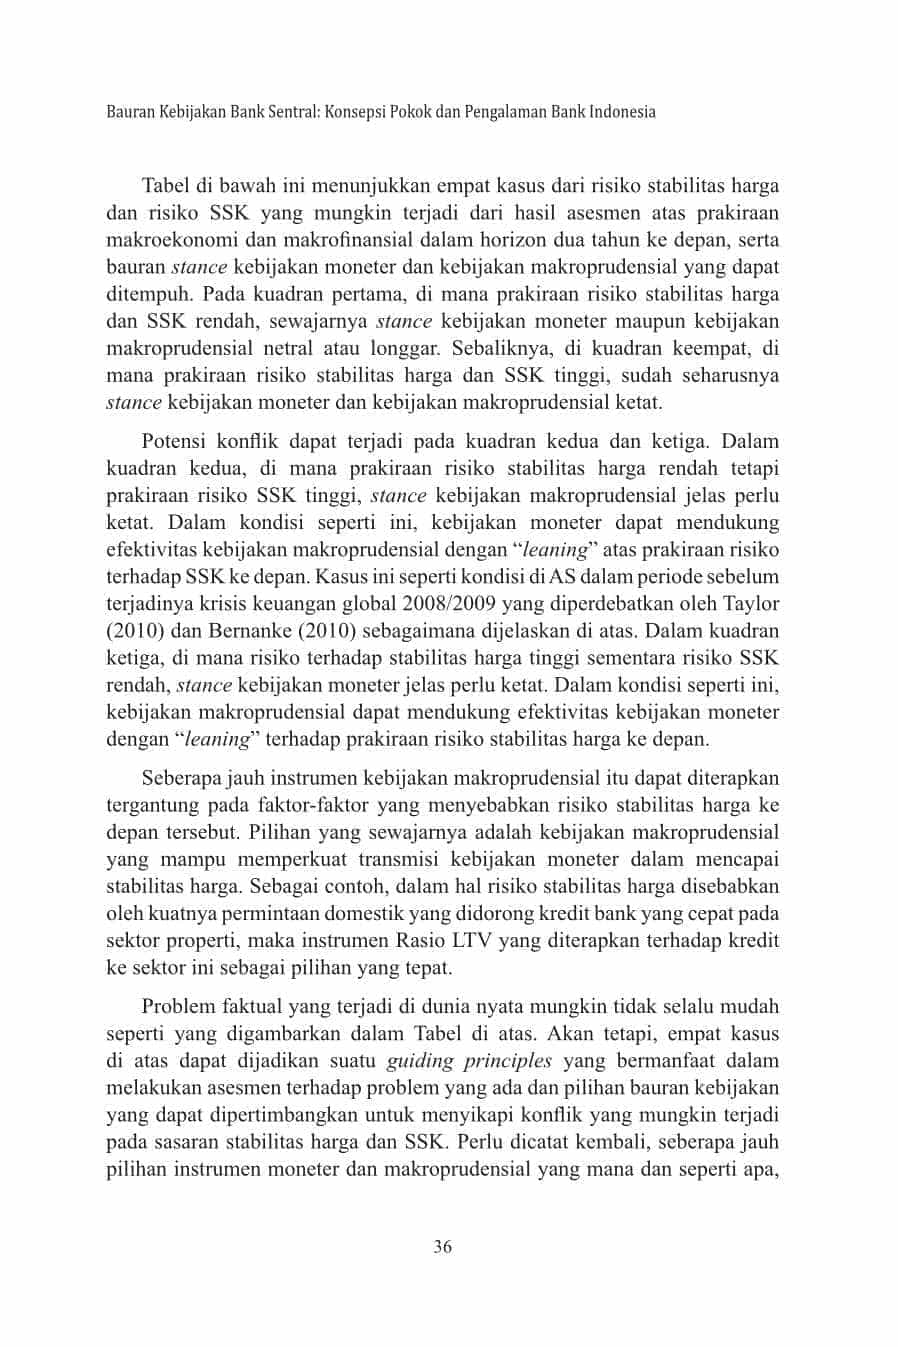 Bauran Kebijakan Bank Sentral: Konsepsi Pokok dan Pengalaman Bank Indonesia
Tabel di bawah ini menunjukkan empat kasus dari risiko stabilitas harga
dan risiko SSK yang mungkin terjadi dari hasil asesmen atas prakiraan
makroekonomi dan makrofinansial dalam horizon dua tahun ke depan, serta
bauran stance kebijakan moneter dan kebijakan makroprudensial yang dapat
ditempuh. Pada kuadran pertama, di mana prakiraan risiko stabilitas harga
dan SSK rendah, sewajarnya stance kebijakan moneter maupun kebijakan
makroprudensial netral atau longgar. Sebaliknya, di kuadran keempat, di
mana prakiraan risiko stabilitas harga dan SSK tinggi, sudah seharusnya
stance kebijakan moneter dan kebijakan makroprudensial ketat.
Potensi konflik dapat terjadi pada kuadran kedua dan ketiga. Dalam
kuadran kedua, di mana prakiraan risiko stabilitas harga rendah tetapi
prakiraan risiko SSK tinggi, stance kebijakan makroprudensial jelas perlu
ketat. Dalam kondisi seperti ini, kebijakan moneter dapat mendukung
efektivitas kebijakan makroprudensial dengan “leaning” atas prakiraan risiko
terhadap SSK ke depan. Kasus ini seperti kondisi di AS dalam periode sebelum
terjadinya krisis keuangan global 2008/2009 yang diperdebatkan oleh Taylor
(2010) dan Bernanke (2010) sebagaimana dijelaskan di atas. Dalam kuadran
ketiga, di mana risiko terhadap stabilitas harga tinggi sementara risiko SSK
rendah, stance kebijakan moneter jelas perlu ketat. Dalam kondisi seperti ini,
kebijakan makroprudensial dapat mendukung efektivitas kebijakan moneter
dengan “leaning” terhadap prakiraan risiko stabilitas harga ke depan.
Seberapa jauh instrumen kebijakan makroprudensial itu dapat diterapkan
tergantung pada faktor-faktor yang menyebabkan risiko stabilitas harga ke
depan tersebut. Pilihan yang sewajarnya adalah kebijakan makroprudensial
yang mampu memperkuat transmisi kebijakan moneter dalam mencapai
stabilitas harga. Sebagai contoh, dalam hal risiko stabilitas harga disebabkan
oleh kuatnya permintaan domestik yang didorong kredit bank yang cepat pada
sektor properti, maka instrumen Rasio LTV yang diterapkan terhadap kredit
ke sektor ini sebagai pilihan yang tepat.
Problem faktual yang terjadi di dunia nyata mungkin tidak selalu mudah
seperti yang digambarkan dalam Tabel di atas. Akan tetapi, empat kasus
di atas dapat dijadikan suatu guiding principles yang bermanfaat dalam
melakukan asesmen terhadap problem yang ada dan pilihan bauran kebijakan
yang dapat dipertimbangkan untuk menyikapi konflik yang mungkin terjadi
pada sasaran stabilitas harga dan SSK. Perlu dicatat kembali, seberapa jauh
pilihan instrumen moneter dan makroprudensial yang mana dan seperti apa,
36